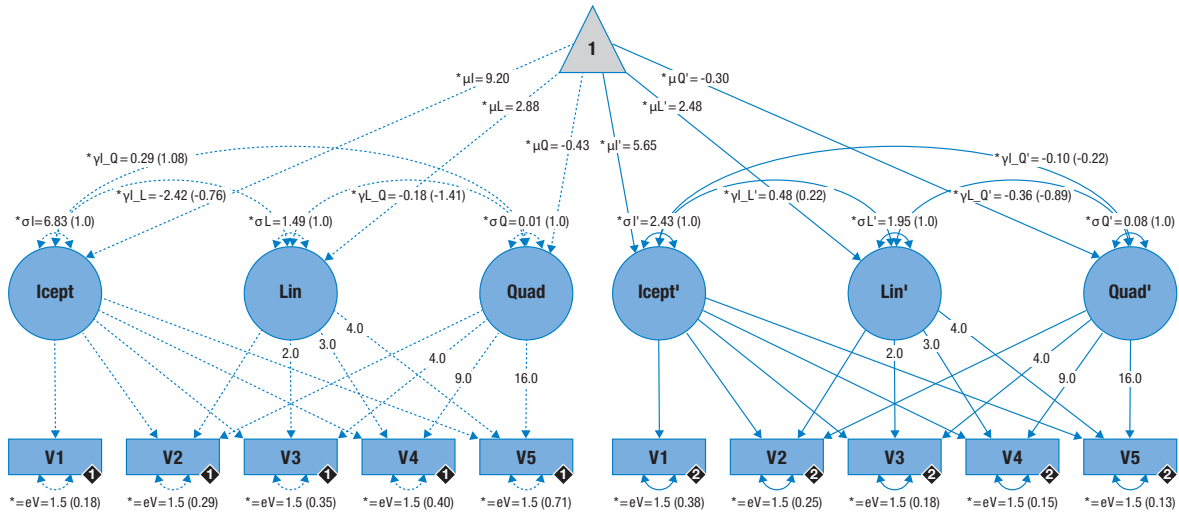 1
*μI=9.20
*μQ'=-0.30
*μL=2.88
*μL'=2.48
*μQ=-0.43
*μI'=5.65
*γI_Q=0.29 (1.08)
*γI_Q'=-0.10 (-0.22)
*γI_L=-2.42 (-0.76)
*γL_Q=-0.18 (-1.41)
*γI_L'=0.48 (0.22)
*γL_Q'=-0.36 (-0.89)
*σI=6.83 (1.0)
*σL=1.49 (1.0)
*σQ=0.01 (1.0)
*σI'=2.43 (1.0)
*σL'=1.95 (1.0)
*σQ'=0.08 (1.0)
Icept
Lin
Quad
Icept'
Lin'
Quad'
2.0
3.0
4.0
4.0
9.0
16.0
2.0
3.0
4.0
4.0
9.0
16.0
V1
1
V2
1
V3
1
V4
1
V5
1
V1
2
V2
2
V3
2
V4
2
V5
2
*=eV=1.5 (0.18)
*=eV=1.5 (0.29)
*=eV=1.5 (0.35)
*=eV=1.5 (0.40)
*=eV=1.5 (0.71)
*=eV=1.5 (0.38)
*=eV=1.5 (0.25)
*=eV=1.5 (0.18)
*=eV=1.5 (0.15)
*=eV=1.5 (0.13)